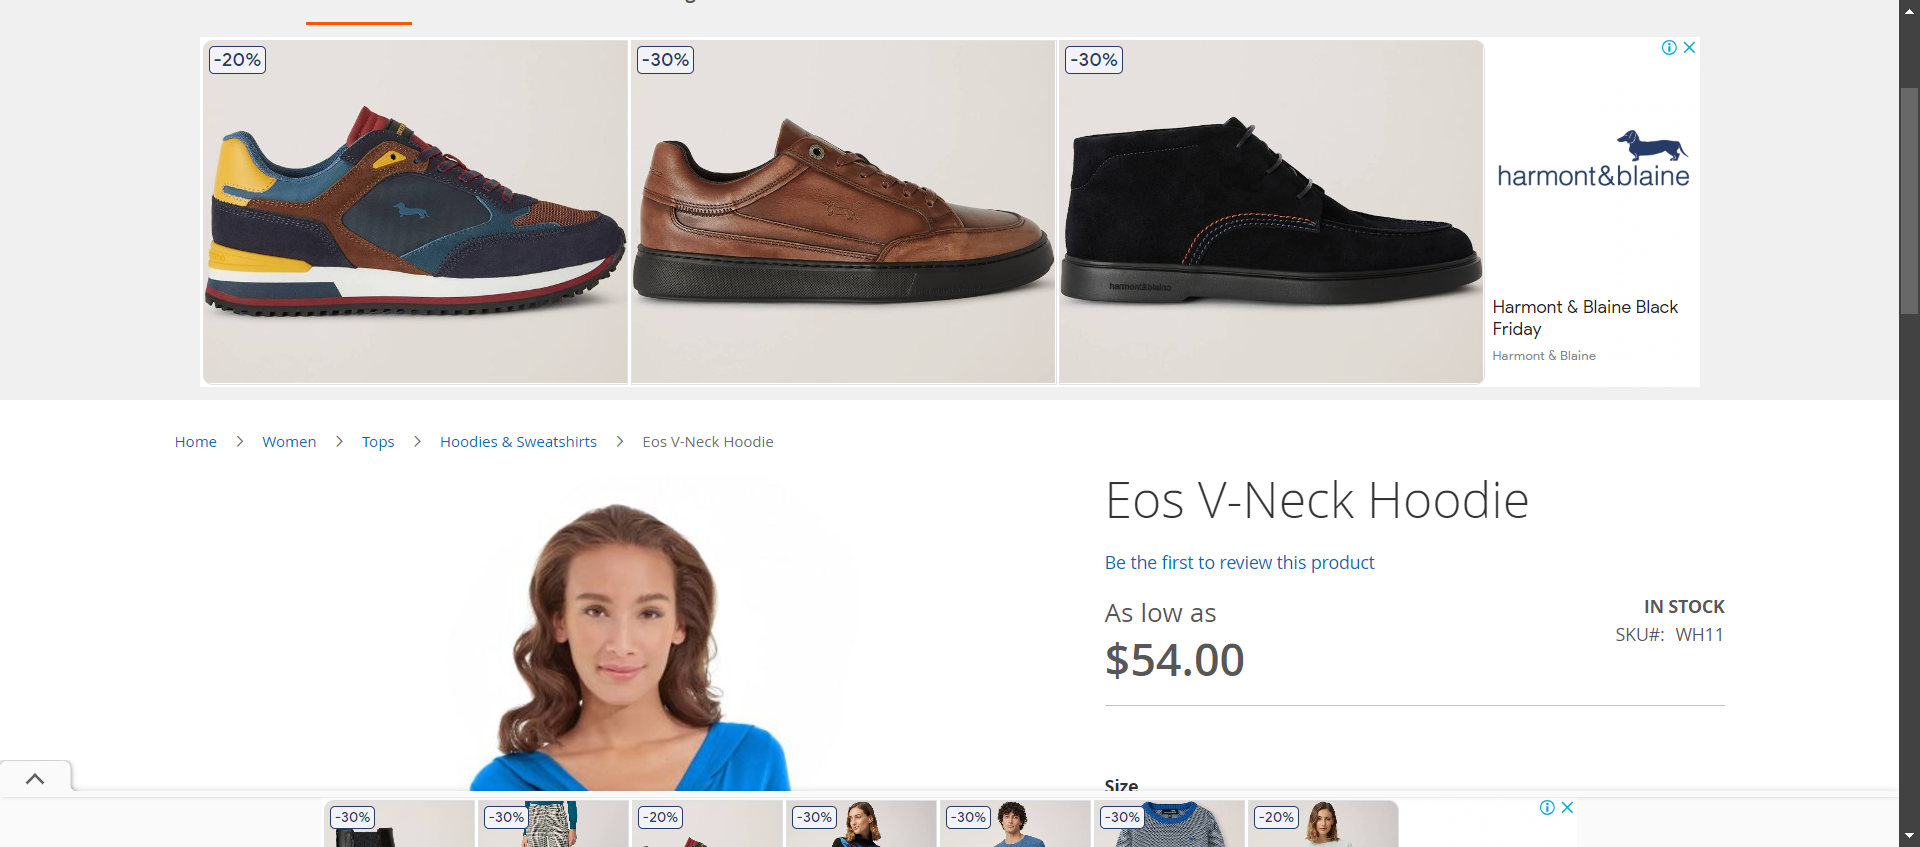 -20%
-30%
-30%
harmont&blaine
harmont&blaine
Harmont & Blaine Black
Friday
Harmont & Blaine
Home > Women > Tops > Hoodies & Sweatshirts > Eos V-Neck Hoodie
Eos V-Neck Hoodie
Be the first to review this product
As low as
IN STOCK
SKU#: WH11
$54.00
Size
-30%
-30%
-20%
-30%
-30%
-30%
-20%